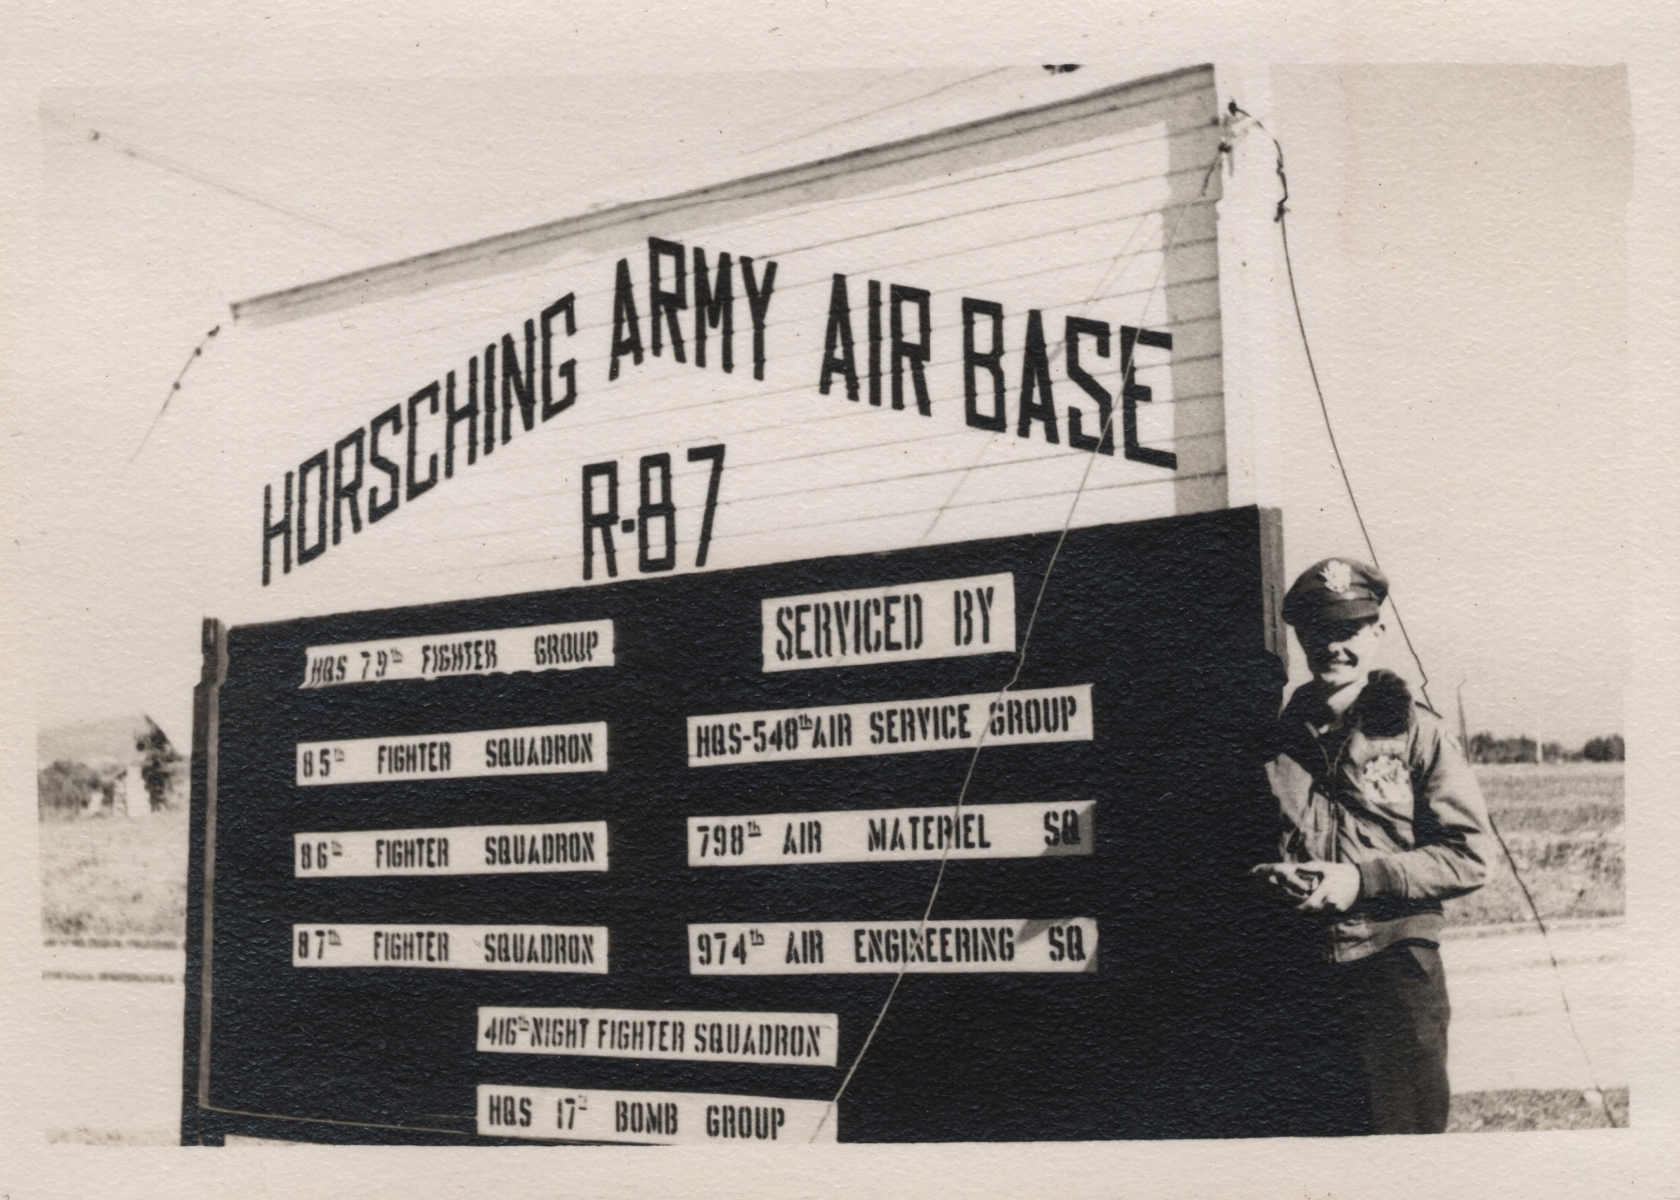 HORSCHING ARMY AIR BASE
R-87
HQS 79th FIGHTER GROUP
85th FIGHTER SQUADRON
86th FIGHTER SQUADRON
87th FIGHTER SQUADRON
SERVICED BY
HQS-548th AIR SERVICE GROUP
798th AIR MATERIEL SQ
974th AIR ENGINEERING SQ
416th NIGHT FIGHTER SQUADRON
HQS 17th BOMB GROUP